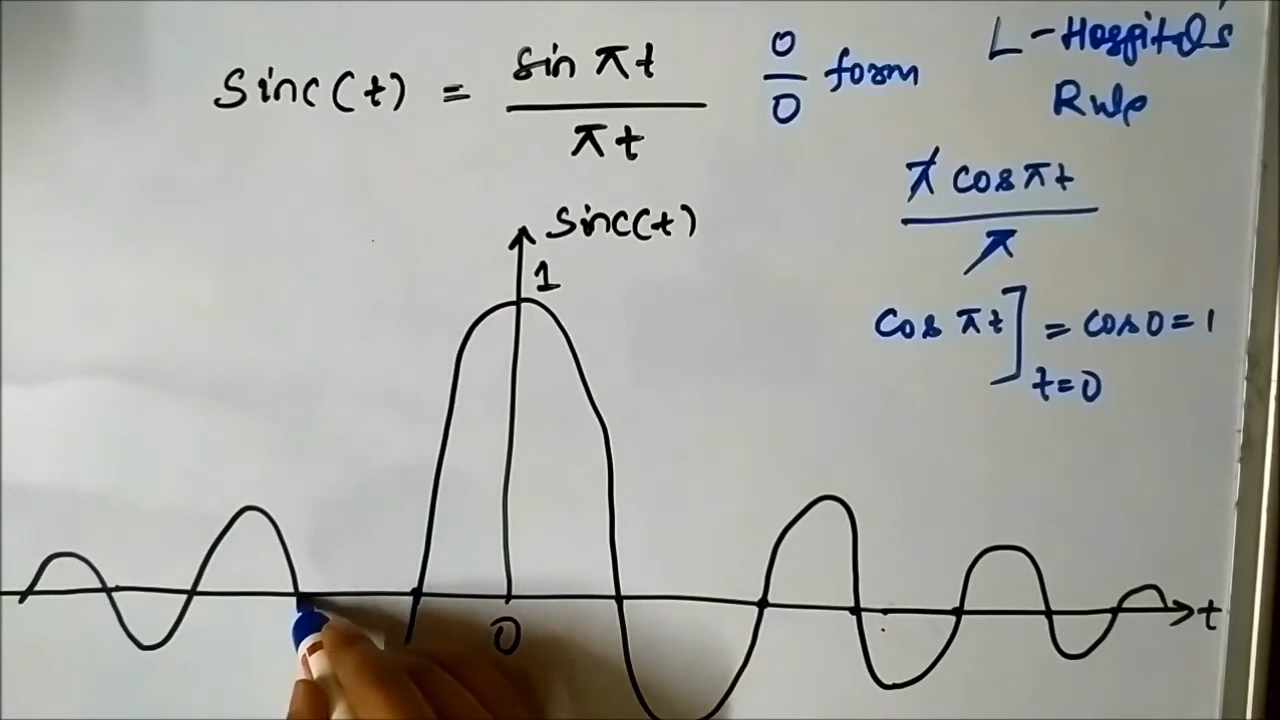 Sinc(t) = sin πt / πt
0/0 form
L-Hospital's
Rule
π cos πt / π
cos πt]t=0 = cos 0 = 1
Sinc(t)
1
0
t